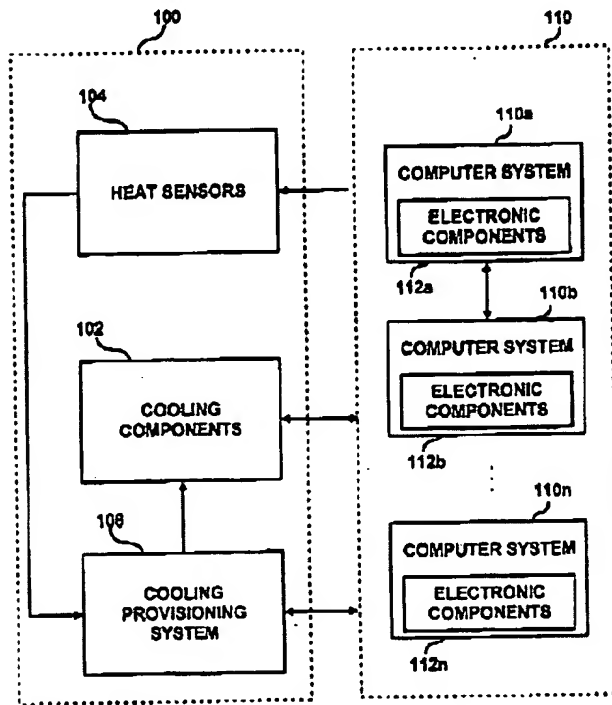 100
110
104
HEAT SENSORS
102
COOLING
COMPONENTS
108
COOLING
PROVISIONING
SYSTEM
110a
COMPUTER SYSTEM
ELECTRONIC
COMPONENTS
112a
110b
COMPUTER SYSTEM
ELECTRONIC
COMPONENTS
112b
110n
COMPUTER SYSTEM
ELECTRONIC
COMPONENTS
112n